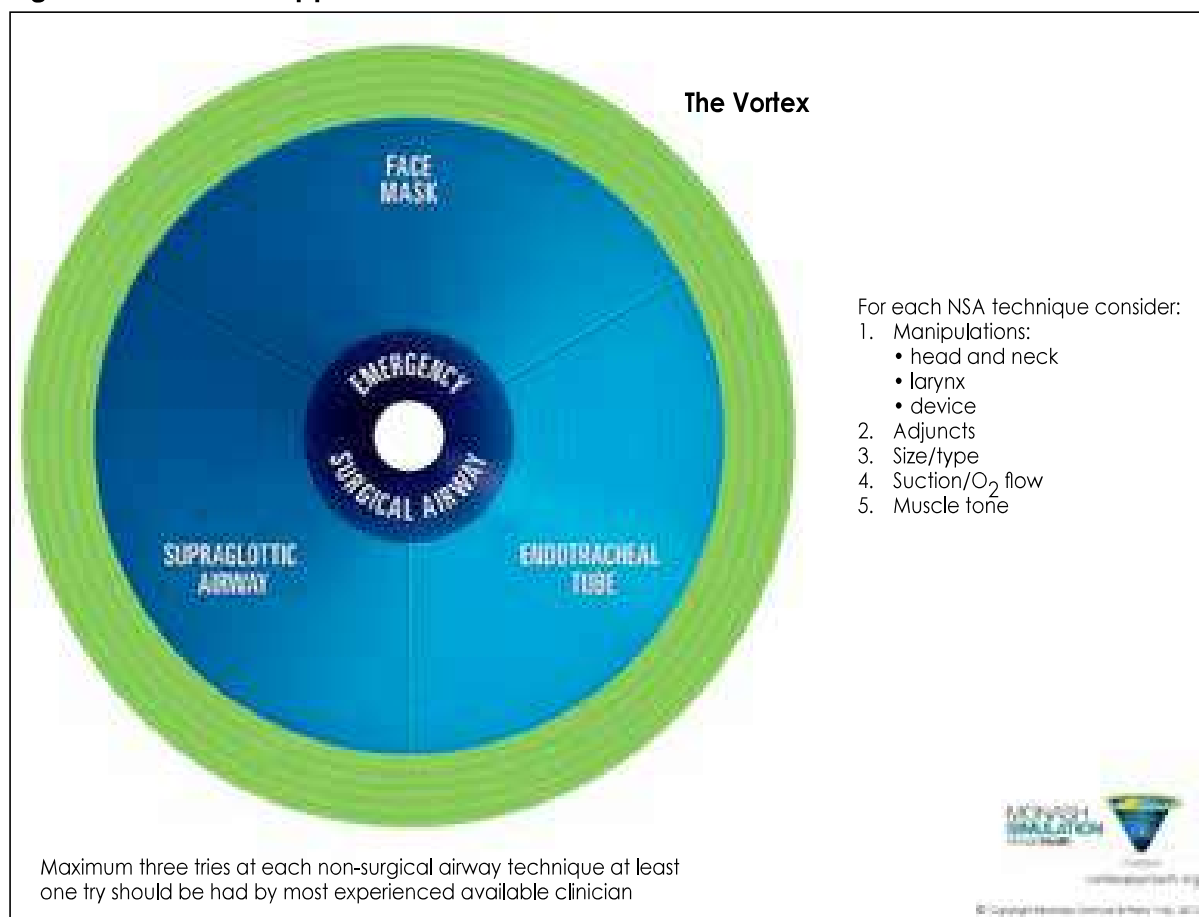 The Vortex
FACE
MASK
EMERGENCY
SURGICAL AIRWAY
SUPRAGLOTTIC
AIRWAY
ENDOTRACHEAL
TUBE
For each NSA technique consider:
1. Manipulations:
• head and neck
• larynx
• device
2. Adjuncts
3. Size/type
4. Suction/O₂ flow
5. Muscle tone
Maximum three tries at each non-surgical airway technique at least
one try should be had by most experienced available clinician
MONASH
SIMULATION